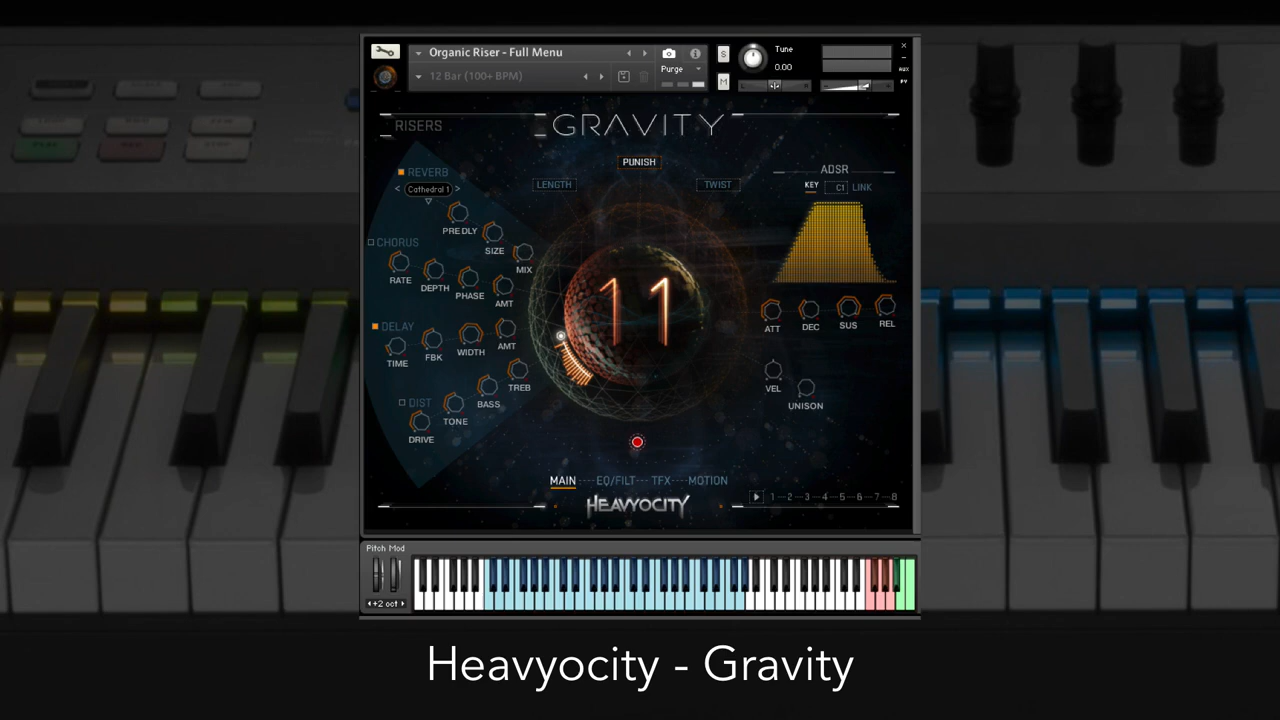 Organic Riser - Full Menu
Purge
S
Tune
0.00
AUX
PV
12 Bar (100+ BPM)
M
L
R
RISERS
GRAVITY
PUNISH
LENGTH
TWIST
REVERB
< Cathedral 1 >
PRE DLY
SIZE
MIX
CHORUS
RATE
DEPTH
PHASE
AMT
DELAY
TIME
FBK
WIDTH
AMT
DIST
DRIVE
TONE
BASS
TREB
11
ADSR
KEY
C1
LINK
ATT
DEC
SUS
REL
VEL
UNISON
MAIN EQ/FILT TFX MOTION
HEAVYOCITY
1 - 2 - 3 - 4 - 5 - 6 - 7 - 8
Pitch Mod
+2 oct
Heavyocity - Gravity